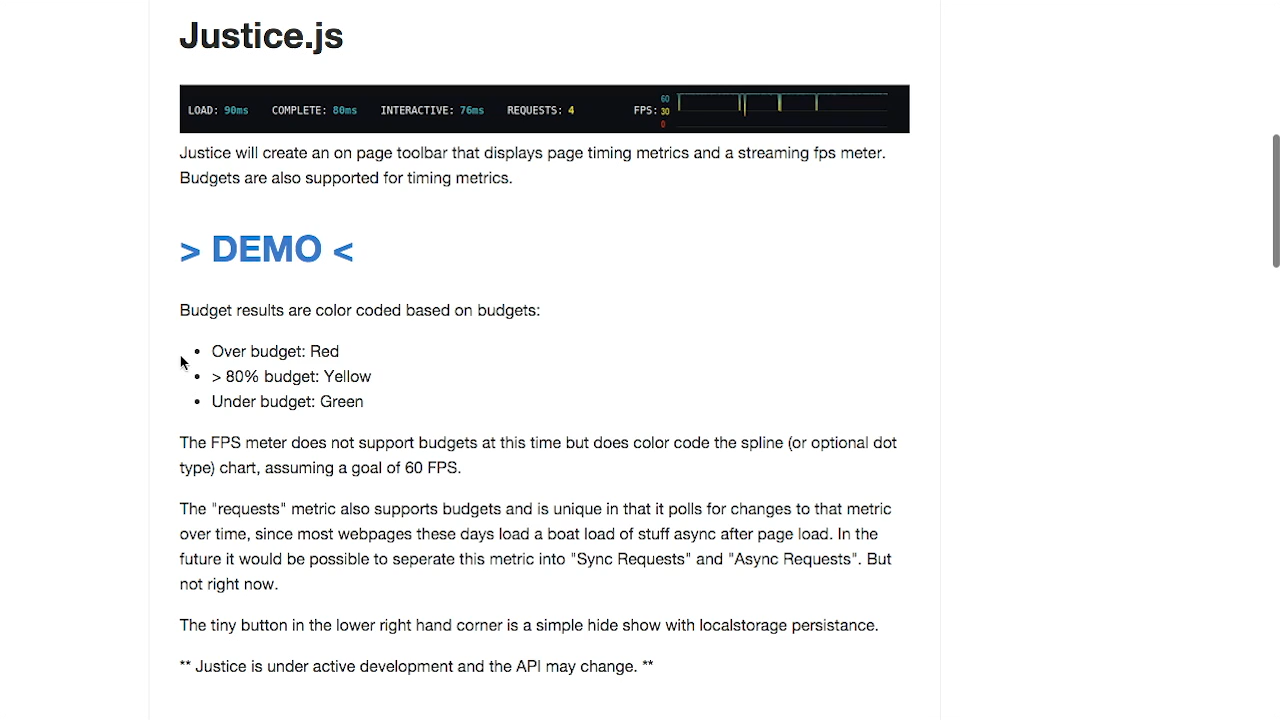 Justice.js
LOAD: 90ms COMPLETE: 80ms INTERACTIVE: 76ms REQUESTS: 4 FPS: 60 30 0
Justice will create an on page toolbar that displays page timing metrics and a streaming fps meter.
Budgets are also supported for timing metrics.
> DEMO <
Budget results are color coded based on budgets:
• Over budget: Red
• > 80% budget: Yellow
• Under budget: Green
The FPS meter does not support budgets at this time but does color code the spline (or optional dot
type) chart, assuming a goal of 60 FPS.
The "requests" metric also supports budgets and is unique in that it polls for changes to that metric
over time, since most webpages these days load a boat load of stuff async after page load. In the
future it would be possible to seperate this metric into "Sync Requests" and "Async Requests". But
not right now.
The tiny button in the lower right hand corner is a simple hide show with localstorage persistance.
** Justice is under active development and the API may change. **